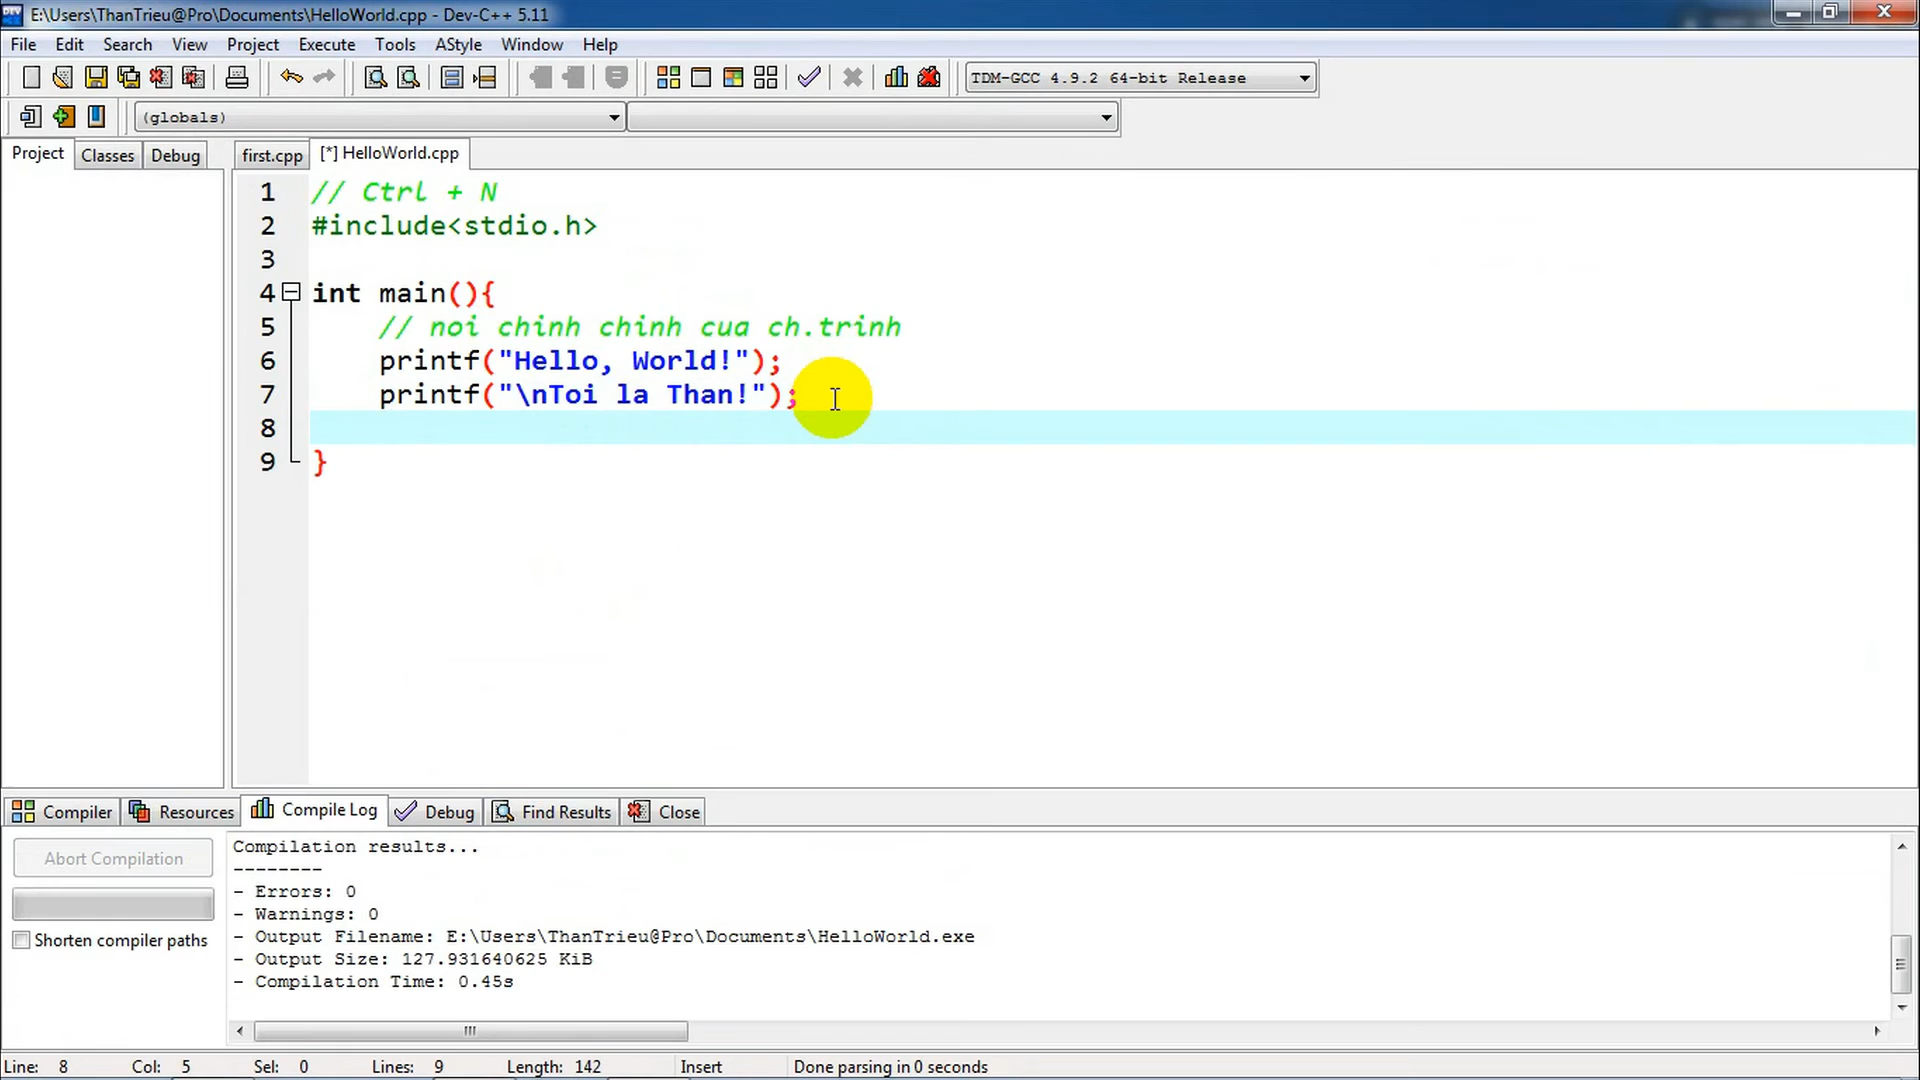 E:\Users\ThanTrieu@Pro\Documents\HelloWorld.cpp - Dev-C++ 5.11
File Edit Search View Project Execute Tools AStyle Window Help
TDM-GCC 4.9.2 64-bit Release
(globals)
Project Classes Debug first.cpp [*] HelloWorld.cpp
1 // Ctrl + N
2 #include<stdio.h>
3
4 int main(){
5 // noi chinh chinh cua ch.trinh
6 printf("Hello, World!");
7 printf("\nToi la Than!");
8
9 }
Compiler Resources Compile Log Debug Find Results Close
Abort Compilation
Shorten compiler paths
Compilation results...
--------
- Errors: 0
- Warnings: 0
- Output Filename: E:\Users\ThanTrieu@Pro\Documents\HelloWorld.exe
- Output Size: 127.931640625 KiB
- Compilation Time: 0.45s
Line: 8 Col: 5 Sel: 0 Lines: 9 Length: 142 Insert Done parsing in 0 seconds